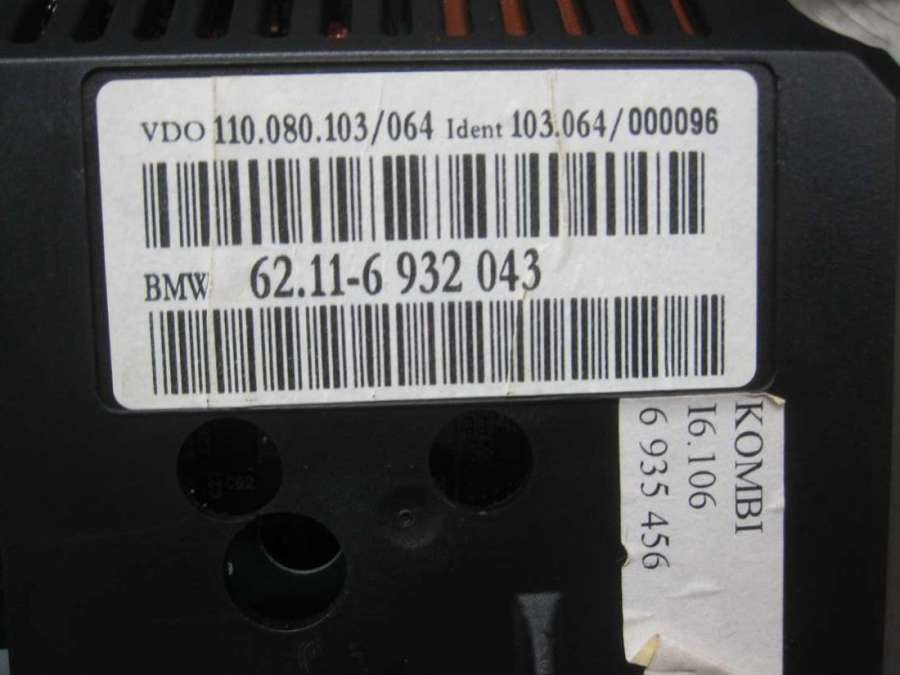 VDO 110.080.103/064 Ident 103.064/000096
BMW 62.11-6 932 043
KOMBI
I6.106
6 935 456